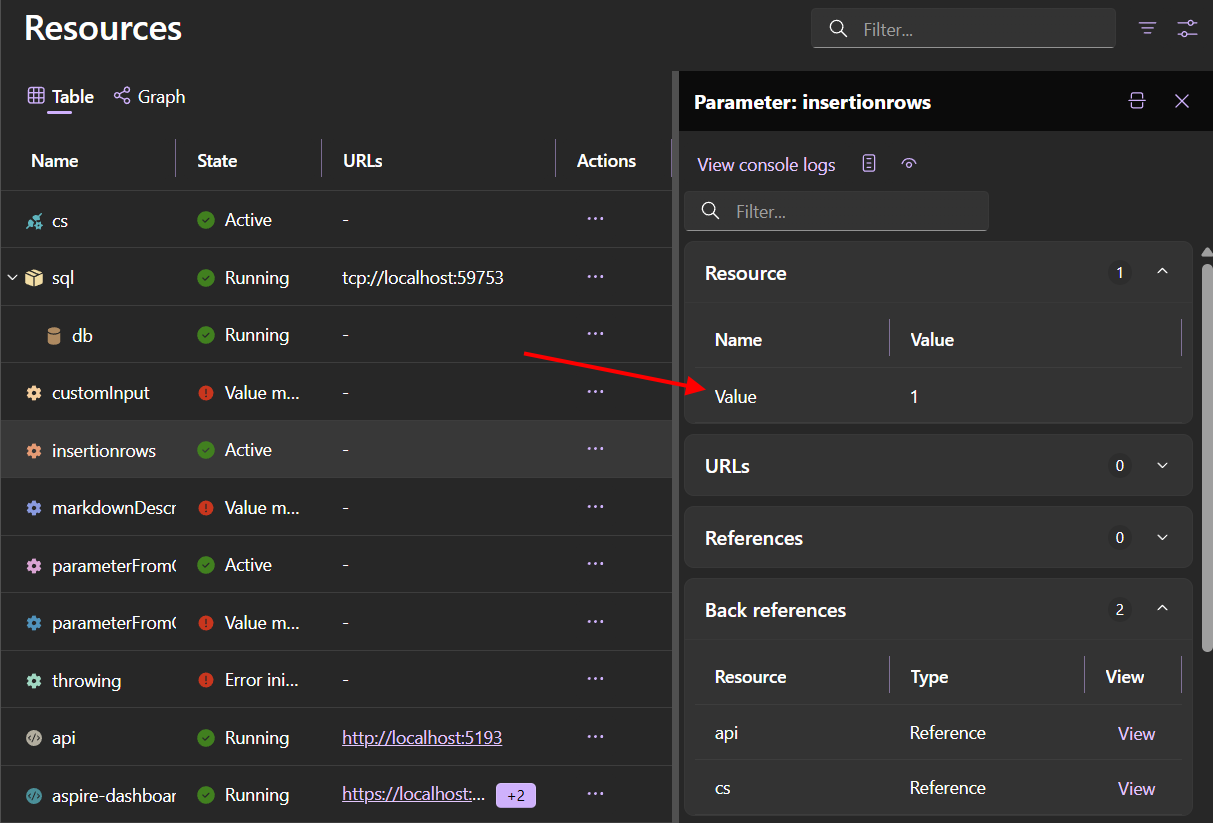 Resources
Filter...
Table
Graph
Name State URLs Actions
cs Active - ...
sql Running tcp://localhost:59753 ...
db Running - ...
customInput Value m... - ...
insertionrows Active - ...
markdownDescr Value m... - ...
parameterFromC Active - ...
parameterFromC Value m... - ...
throwing Error ini... - ...
api Running http://localhost:5193 ...
aspire-dashboar Running https://localhost:... +2 ...
Parameter: insertionrows
View console logs
Filter...
Resource 1
Name Value
Value 1
URLs 0
References 0
Back references 2
Resource Type View
api Reference View
cs Reference View